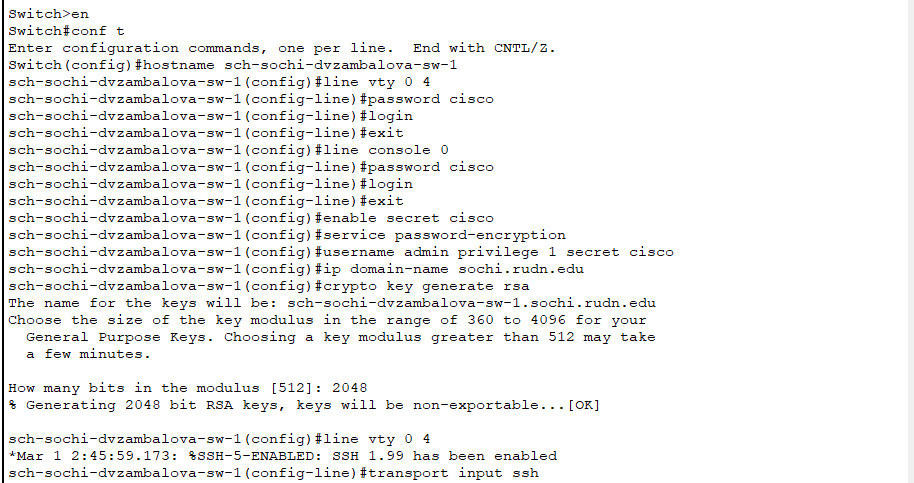 Switch>en
Switch#conf t
Enter configuration commands, one per line.  End with CNTL/Z.
Switch(config)#hostname sch-sochi-dvzambalova-sw-1
sch-sochi-dvzambalova-sw-1(config)#line vty 0 4
sch-sochi-dvzambalova-sw-1(config-line)#password cisco
sch-sochi-dvzambalova-sw-1(config-line)#login
sch-sochi-dvzambalova-sw-1(config-line)#exit
sch-sochi-dvzambalova-sw-1(config)#line console 0
sch-sochi-dvzambalova-sw-1(config-line)#password cisco
sch-sochi-dvzambalova-sw-1(config-line)#login
sch-sochi-dvzambalova-sw-1(config-line)#exit
sch-sochi-dvzambalova-sw-1(config)#enable secret cisco
sch-sochi-dvzambalova-sw-1(config)#service password-encryption
sch-sochi-dvzambalova-sw-1(config)#username admin privilege 1 secret cisco
sch-sochi-dvzambalova-sw-1(config)#ip domain-name sochi.rudn.edu
sch-sochi-dvzambalova-sw-1(config)#crypto key generate rsa
The name for the keys will be: sch-sochi-dvzambalova-sw-1.sochi.rudn.edu
Choose the size of the key modulus in the range of 360 to 4096 for your
  General Purpose Keys. Choosing a key modulus greater than 512 may take
  a few minutes.

How many bits in the modulus [512]: 2048
% Generating 2048 bit RSA keys, keys will be non-exportable...[OK]

sch-sochi-dvzambalova-sw-1(config)#line vty 0 4
*Mar 1 2:45:59.173: %SSH-5-ENABLED: SSH 1.99 has been enabled
sch-sochi-dvzambalova-sw-1(config-line)#transport input ssh